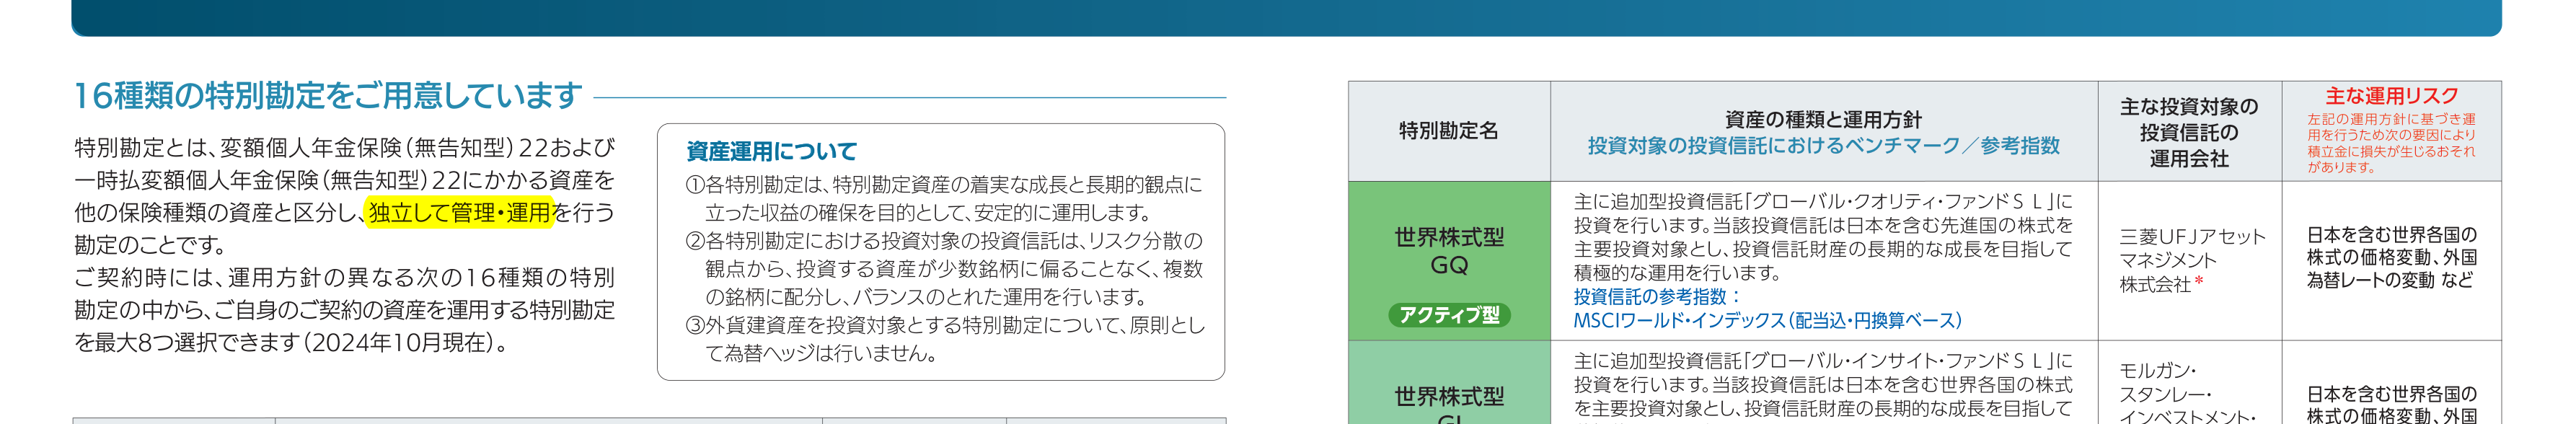 16種類の特別勘定をご用意しています
特別勘定とは、変額個人年金保険（無告知型）22および
一時払変額個人年金保険（無告知型）22にかかる資産を
他の保険種類の資産と区分し、独立して管理・運用を行う
勘定のことです。
ご契約時には、運用方針の異なる次の16種類の特別
勘定の中から、ご自身のご契約の資産を運用する特別勘定
を最大8つ選択できます（2024年10月現在）。
資産運用について
①各特別勘定は、特別勘定資産の着実な成長と長期的観点に
立った収益の確保を目的として、安定的に運用します。
②各特別勘定における投資対象の投資信託は、リスク分散の
観点から、投資する資産が少数銘柄に偏ることなく、複数
の銘柄に配分し、バランスのとれた運用を行います。
③外貨建資産を投資対象とする特別勘定について、原則とし
て為替ヘッジは行いません。
特別勘定名
資産の種類と運用方針
投資対象の投資信託におけるベンチマーク／参考指数
主な投資対象の
投資信託の
運用会社
主な運用リスク
左記の運用方針に基づき運
用を行うため次の要因により
積立金に損失が生じるおそれ
があります。
世界株式型
GQ
アクティブ型
主に追加型投資信託「グローバル・クオリティ・ファンドＳＬ」に
投資を行います。当該投資信託は日本を含む先進国の株式を
主要投資対象とし、投資信託財産の長期的な成長を目指して
積極的な運用を行います。
投資信託の参考指数：
MSCIワールド・インデックス（配当込・円換算ベース）
三菱UFJアセット
マネジメント
株式会社＊
日本を含む世界各国の
株式の価格変動、外国
為替レートの変動 など
世界株式型
主に追加型投資信託「グローバル・インサイト・ファンドＳＬ」に
投資を行います。当該投資信託は日本を含む世界各国の株式
を主要投資対象とし、投資信託財産の長期的な成長を目指して
モルガン・
スタンレー・
インベストメント・
日本を含む世界各国の
株式の価格変動、外国